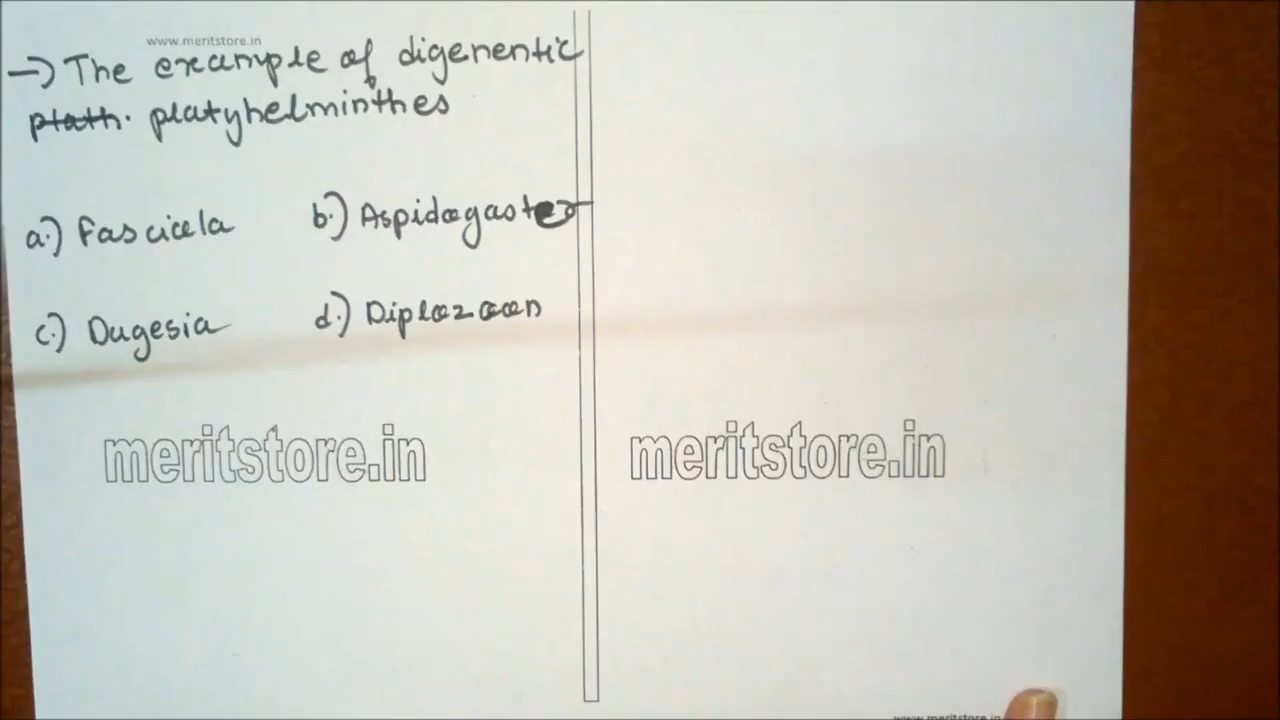 www.meritstore.in
→ The example of digenentic
plath. platyhelminthes
a.) Fasciola b.) Aspidogaster
c.) Dugesia d.) Diplozoon
meritstore.in meritstore.in
www.meritstore.in